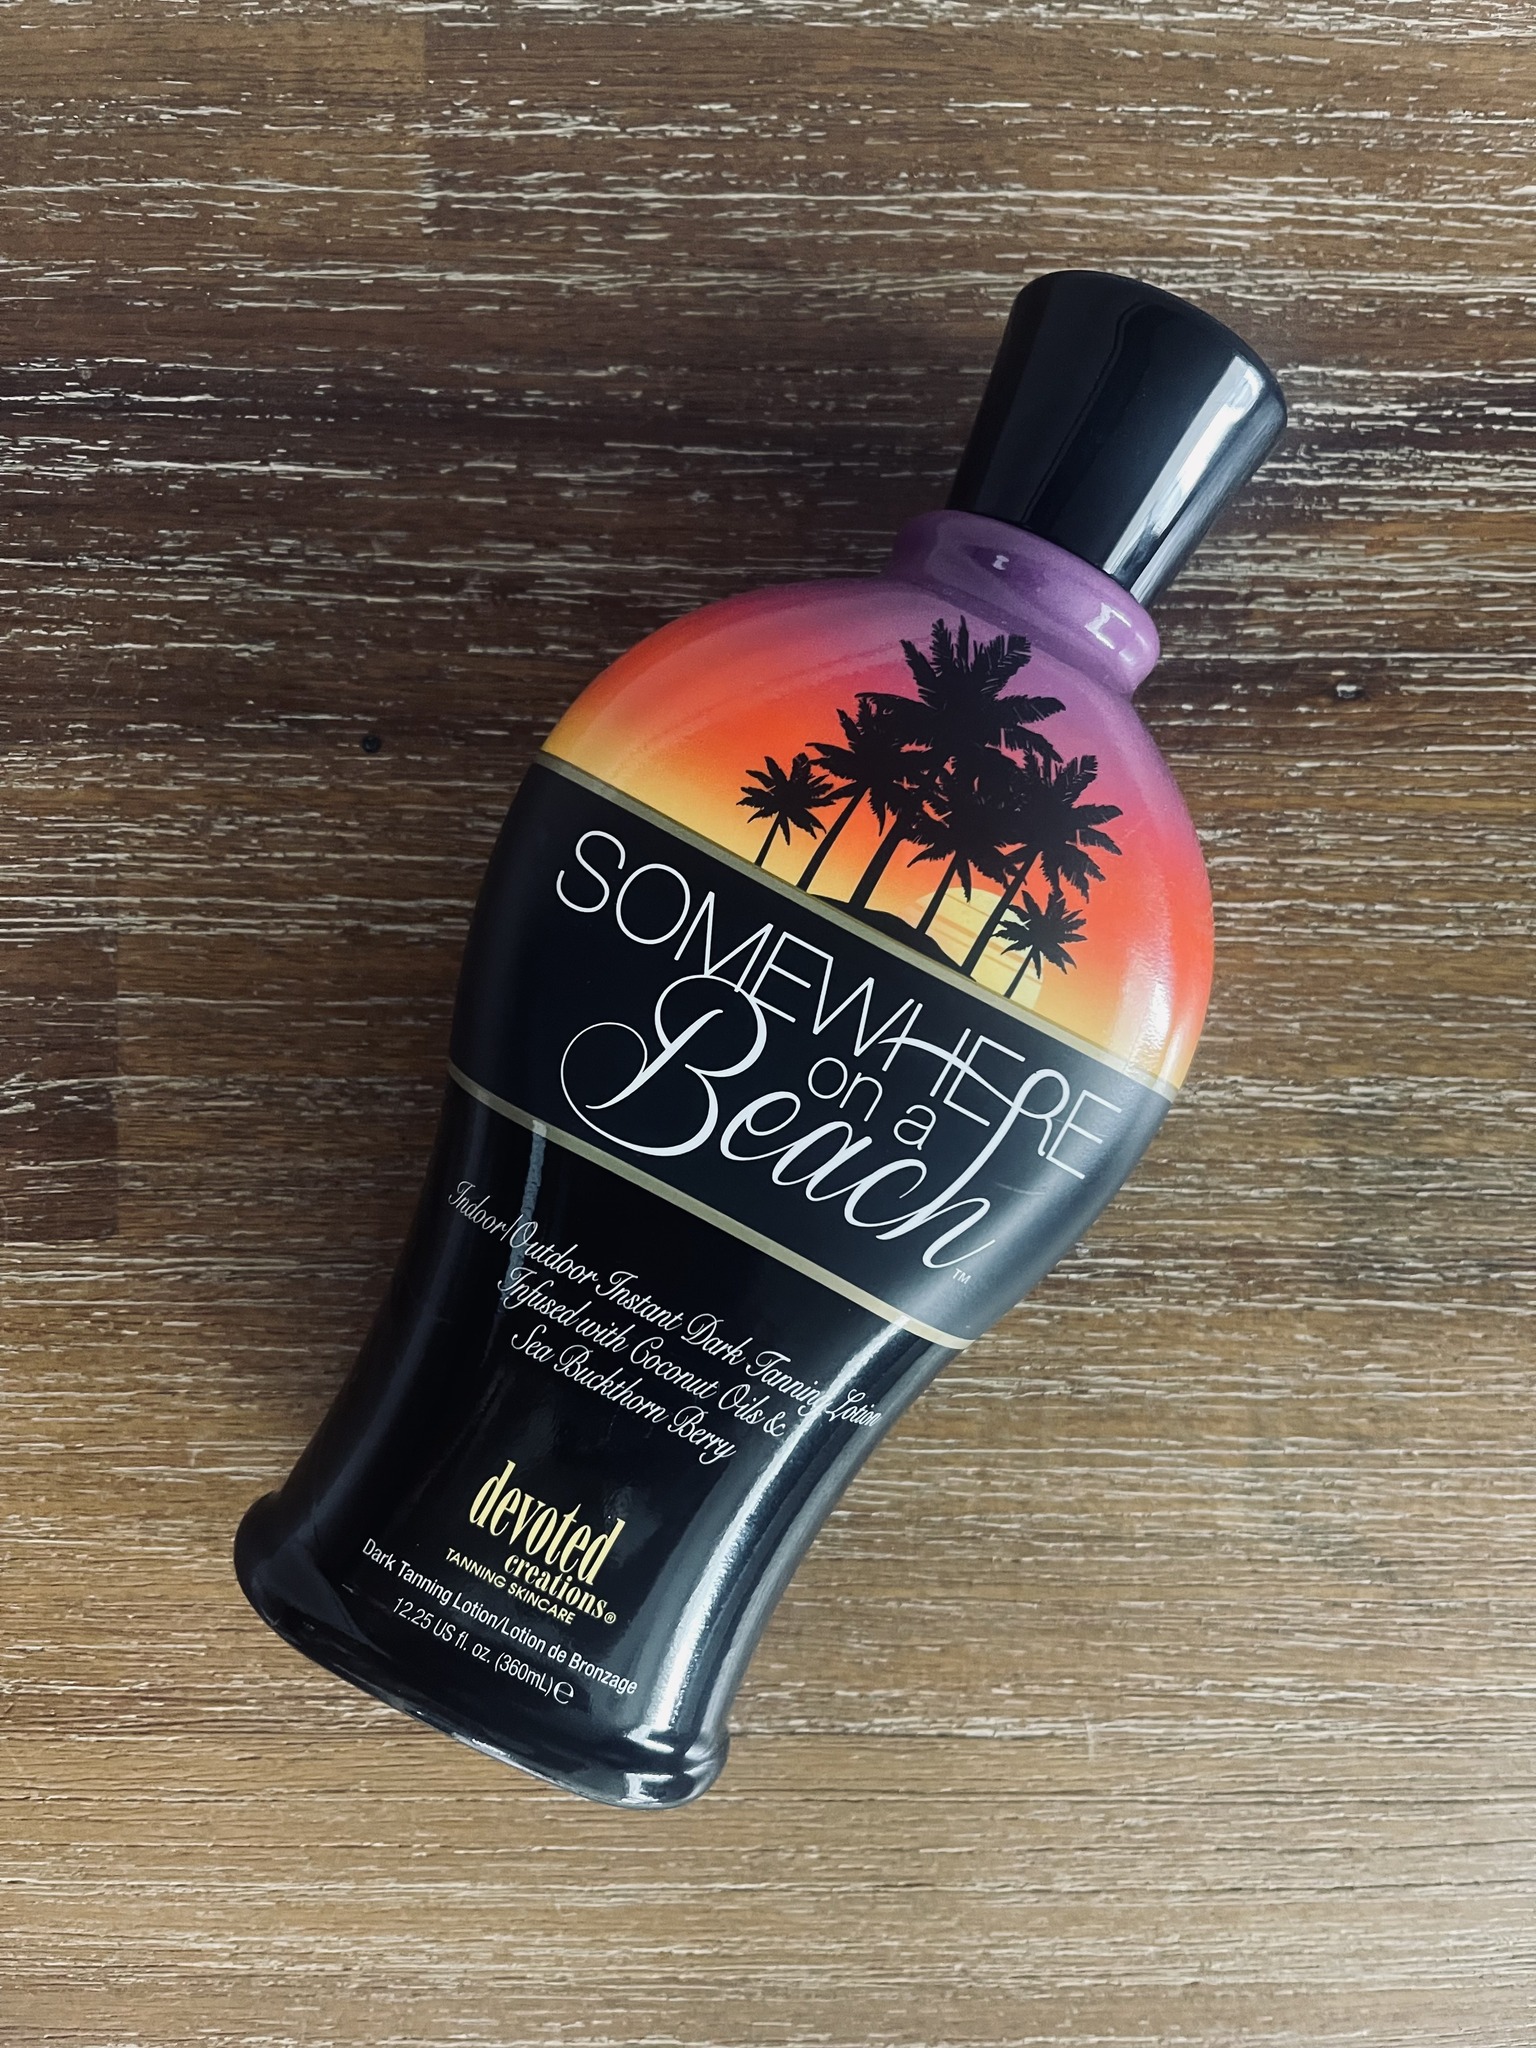 SOMEWHERE
on a
Beach™
Indoor/Outdoor Instant Dark Tanning Lotion
Infused with Coconut Oils &
Sea Buckthorn Berry
devoted
creations®
TANNING SKINCARE
Dark Tanning Lotion/Lotion de Bronzage
12.25 US fl. oz. (360mL)℮